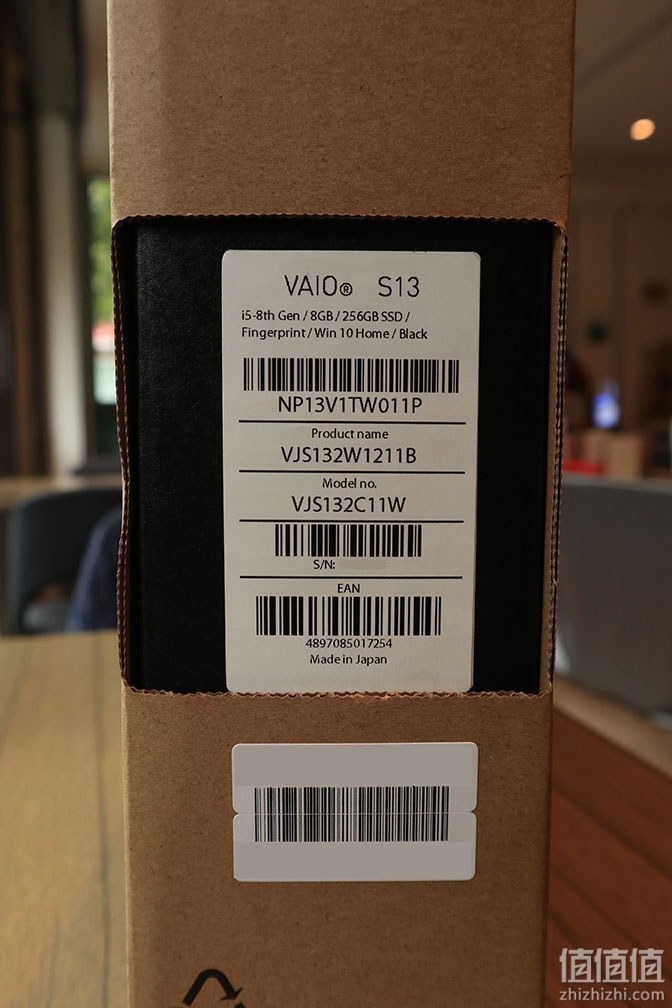 VAIO® S13
i5-8th Gen / 8GB / 256GB SSD /
Fingerprint / Win 10 Home / Black
NP13V1TW011P
Product name
VJS132W1211B
Model no.
VJS132C11W
S/N:
EAN
4897085017254
Made in Japan
值值值
zhizhizhi.com